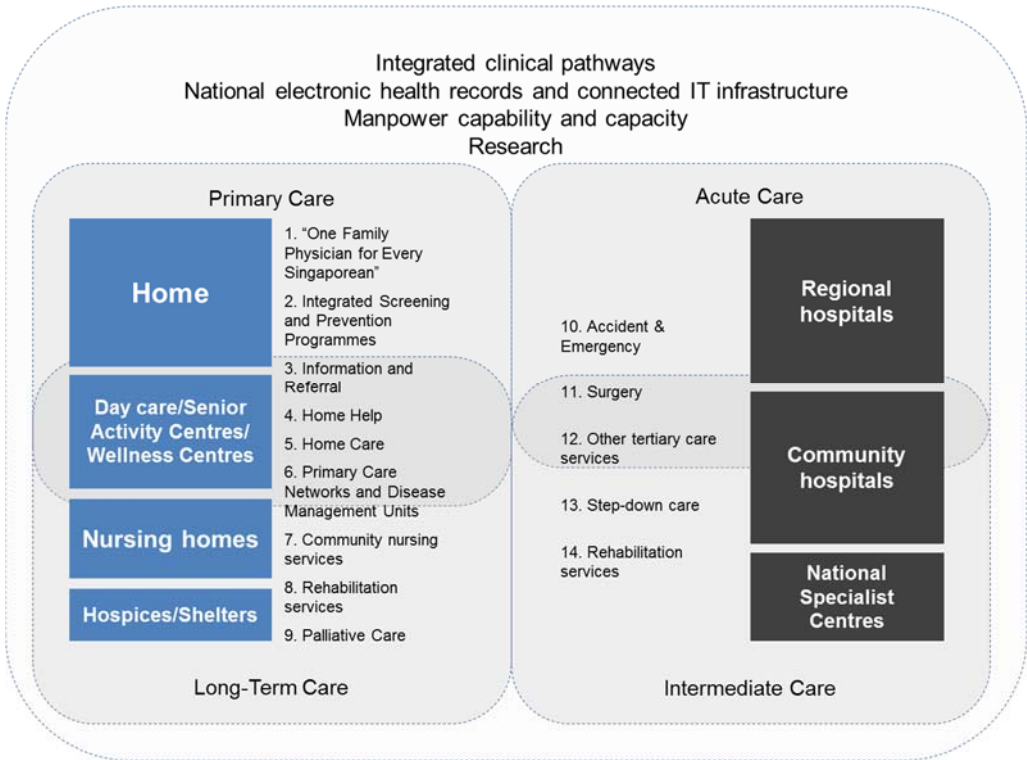 Integrated clinical pathways
National electronic health records and connected IT infrastructure
Manpower capability and capacity
Research
Primary Care
Home
Day care/Senior
Activity Centres/
Wellness Centres
Nursing homes
Hospices/Shelters
1. “One Family
Physician for Every
Singaporean”
2. Integrated Screening
and Prevention
Programmes
3. Information and
Referral
4. Home Help
5. Home Care
6. Primary Care
Networks and Disease
Management Units
7. Community nursing
services
8. Rehabilitation
services
9. Palliative Care
Long-Term Care
Acute Care
10. Accident &
Emergency
11. Surgery
12. Other tertiary care
services
13. Step-down care
14. Rehabilitation
services
Regional
hospitals
Community
hospitals
National
Specialist
Centres
Intermediate Care